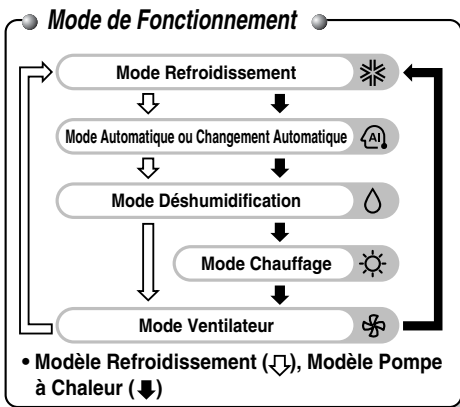 Mode de Fonctionnement
Mode Refroidissement
Mode Automatique ou Changement Automatique
AI
Mode Déshumidification
Mode Chauffage
Mode Ventilateur
• Modèle Refroidissement (⇩), Modèle Pompe
à Chaleur (⬇)